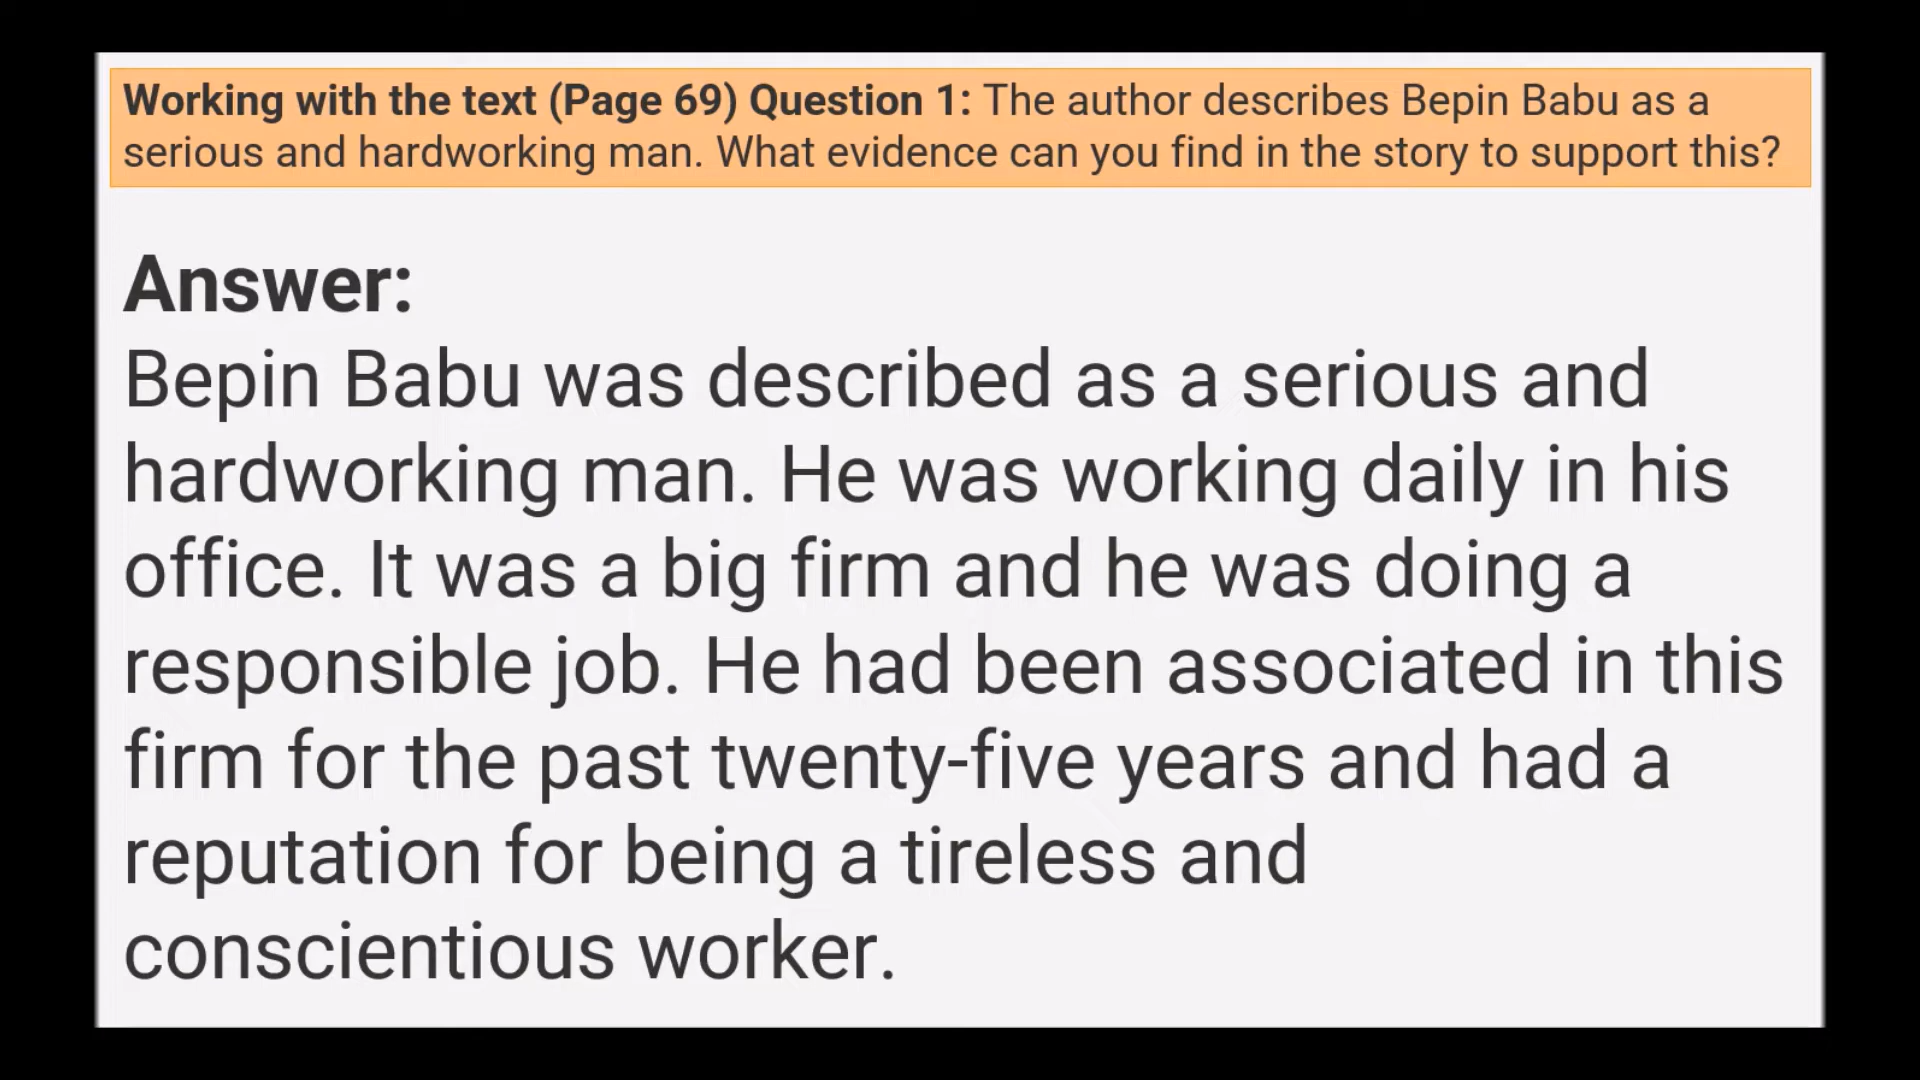 Working with the text (Page 69) Question 1: The author describes Bepin Babu as a
serious and hardworking man. What evidence can you find in the story to support this?
Answer:
Bepin Babu was described as a serious and
hardworking man. He was working daily in his
office. It was a big firm and he was doing a
responsible job. He had been associated in this
firm for the past twenty-five years and had a
reputation for being a tireless and
conscientious worker.